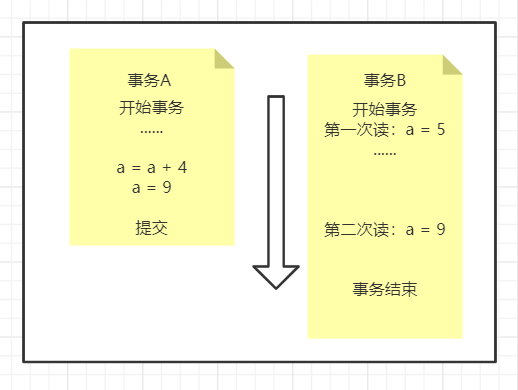 事务A
开始事务
......
a = a + 4
a = 9
提交
事务B
开始事务
第一次读：a = 5
......
第二次读：a = 9
事务结束